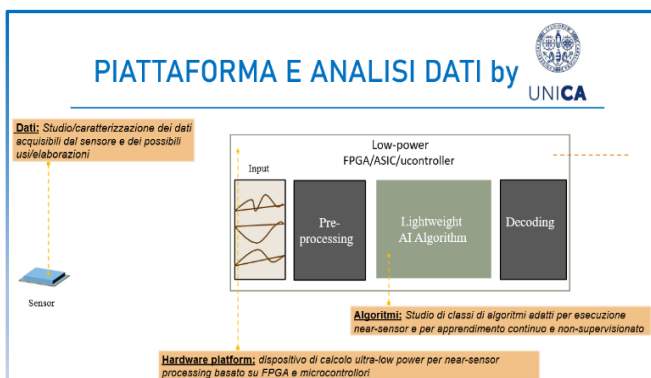 PIATTAFORMA E ANALISI DATI by
UNICA
Dati: Studio/caratterizzazione dei dati
acquisibili dal sensore e dei possibili
usi/elaborazioni
Low-power
FPGA/ASIC/ucontroller
Input
Pre-
processing
Lightweight
AI Algorithm
Decoding
Sensor
Algoritmi: Studio di classi di algoritmi adatti per esecuzione
near-sensor e per apprendimento continuo e non-supervisionato
Hardware platform: dispositivo di calcolo ultra-low power per near-sensor
processing basato su FPGA e microcontrollori